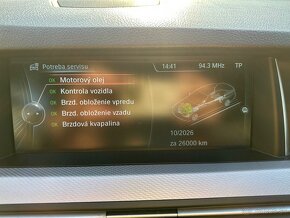 Potreba servisu
14:41
94.3 MHz
TP
OK Motorový olej
OK Kontrola vozidla
OK Brzd. obloženie vpredu
OK Brzd. obloženie vzadu
OK Brzdová kvapalina
10/2026
za 26000 km